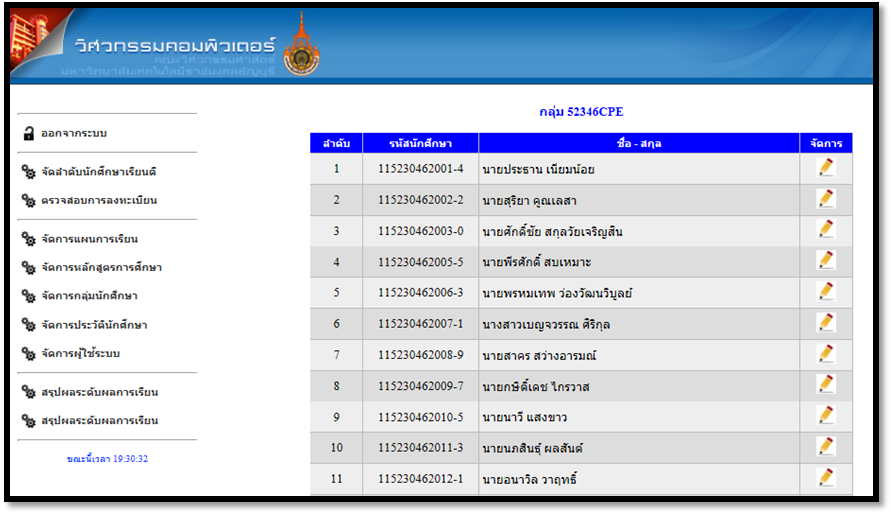 วิศวกรรมคอมพิวเตอร์
คณะวิศวกรรมศาสตร์
มหาวิทยาลัยเทคโนโลยีราชมงคลธัญบุรี
ออกจากระบบ
จัดลำดับนักศึกษาเรียนดี
ตรวจสอบการลงทะเบียน
จัดการแผนการเรียน
จัดการหลักสูตรการศึกษา
จัดการกลุ่มนักศึกษา
จัดการประวัตินักศึกษา
จัดการผู้ใช้ระบบ
สรุปผลระดับผลการเรียน
สรุปผลระดับผลการเรียน
ขณะนี้เวลา 19:30:32
กลุ่ม 52346CPE
ลำดับ รหัสนักศึกษา ชื่อ - สกุล จัดการ
1 115230462001-4 นายประธาน เนียมน้อย
2 115230462002-2 นายสุริยา คูณเลสา
3 115230462003-0 นายศักดิ์ชัย สกุลวัยเจริญสิน
4 115230462005-5 นายพีรศักดิ์ สบเหมาะ
5 115230462006-3 นายพรหมเทพ ว่องวัฒนวิบูลย์
6 115230462007-1 นางสาวเบญจวรรณ ศิริกุล
7 115230462008-9 นายสาคร สว่างอารมณ์
8 115230462009-7 นายกษิดิ์เดช ไกรวาส
9 115230462010-5 นายนาวี แสงขาว
10 115230462011-3 นายนภสินธุ์ ผลสันต์
11 115230462012-1 นายอนาวิล วาฤทธิ์